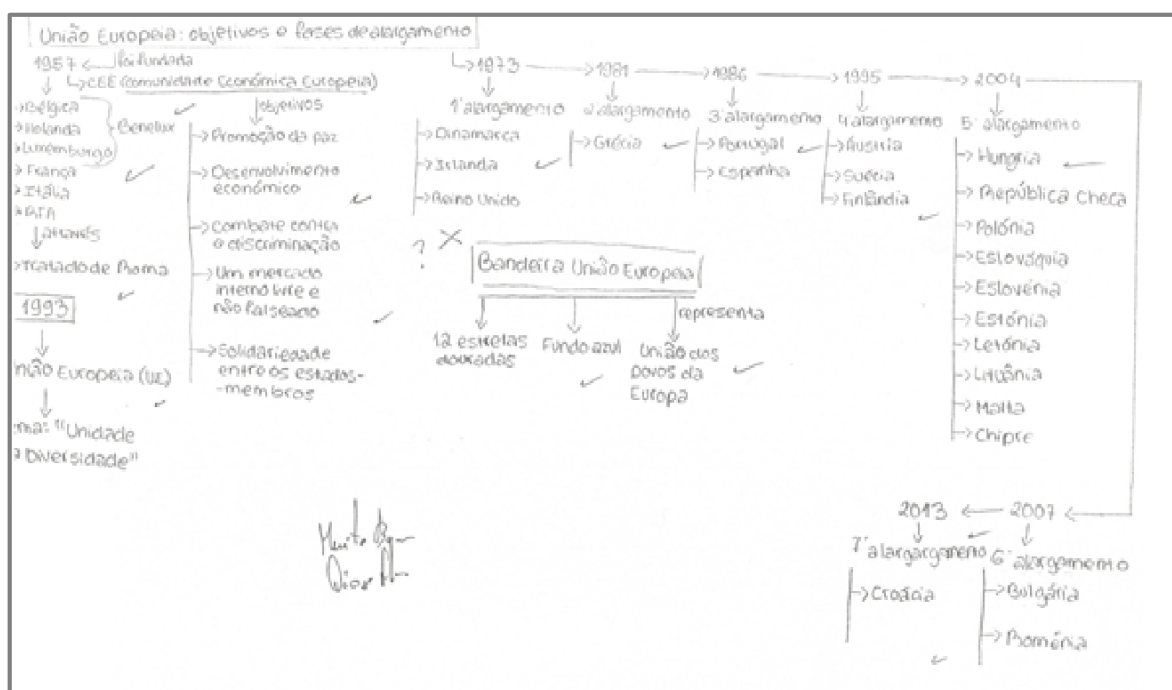 União Europeia: objetivos e fases de alargamento
1957 ← foi fundada
↳ CEE (Comunidade Económica Europeia)
→ Bélgica
→ Holanda
→ Luxemburgo
Benelux
→ França
→ Itália
→ RFA
↓ através
→ Tratado de Roma
1993
União Europeia (UE)
ema: "Unidade
a Diversidade"
objetivos
→ Promoção da paz
→ Desenvolvimento
económico
→ Combate contra
a discriminação
→ Um mercado
interno livre e
não falseado
→ Solidariedade
entre os estados-
-membros
↳ 1973 → 1981 → 1986 → 1995 → 2004
1º alargamento
→ Dinamarca
→ Irlanda
→ Reino Unido
2º alargamento
→ Grécia
3º alargameno
→ Portugal
→ Espanha
4º alargamento
→ Áustria
→ Suécia
→ Finlândia
5º alargamento
→ Hungria
→ República Checa
→ Polónia
→ Eslováquia
→ Eslovénia
→ Estónia
→ Letónia
→ Lituânia
→ Malta
→ Chipre
? X
Bandeira União Europeia
12 estrelas
douradas
Fundo azul
representa
União dos
povos da
Europa
2013 ← 2007
7º alargargameno
→ Croácia
6º alargamento
→ Bulgária
→ Roménia
Muito